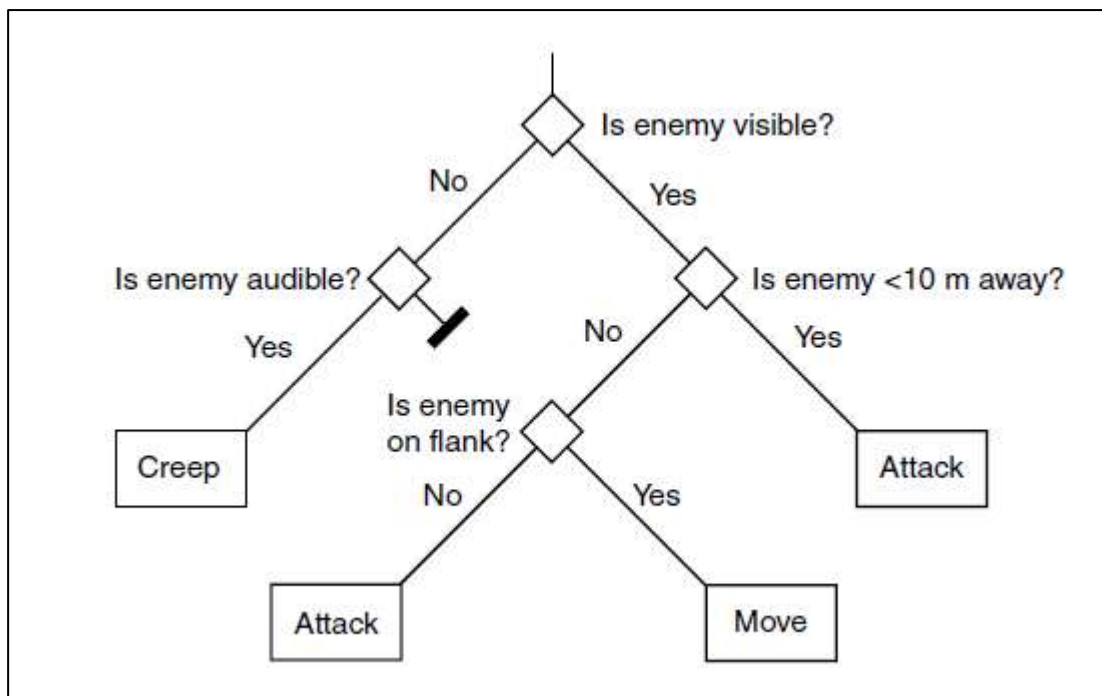 Is enemy visible?
No
Yes
Is enemy audible?
Is enemy <10 m away?
Yes
No
Yes
Is enemy
on flank?
Creep
Attack
No
Yes
Attack
Move